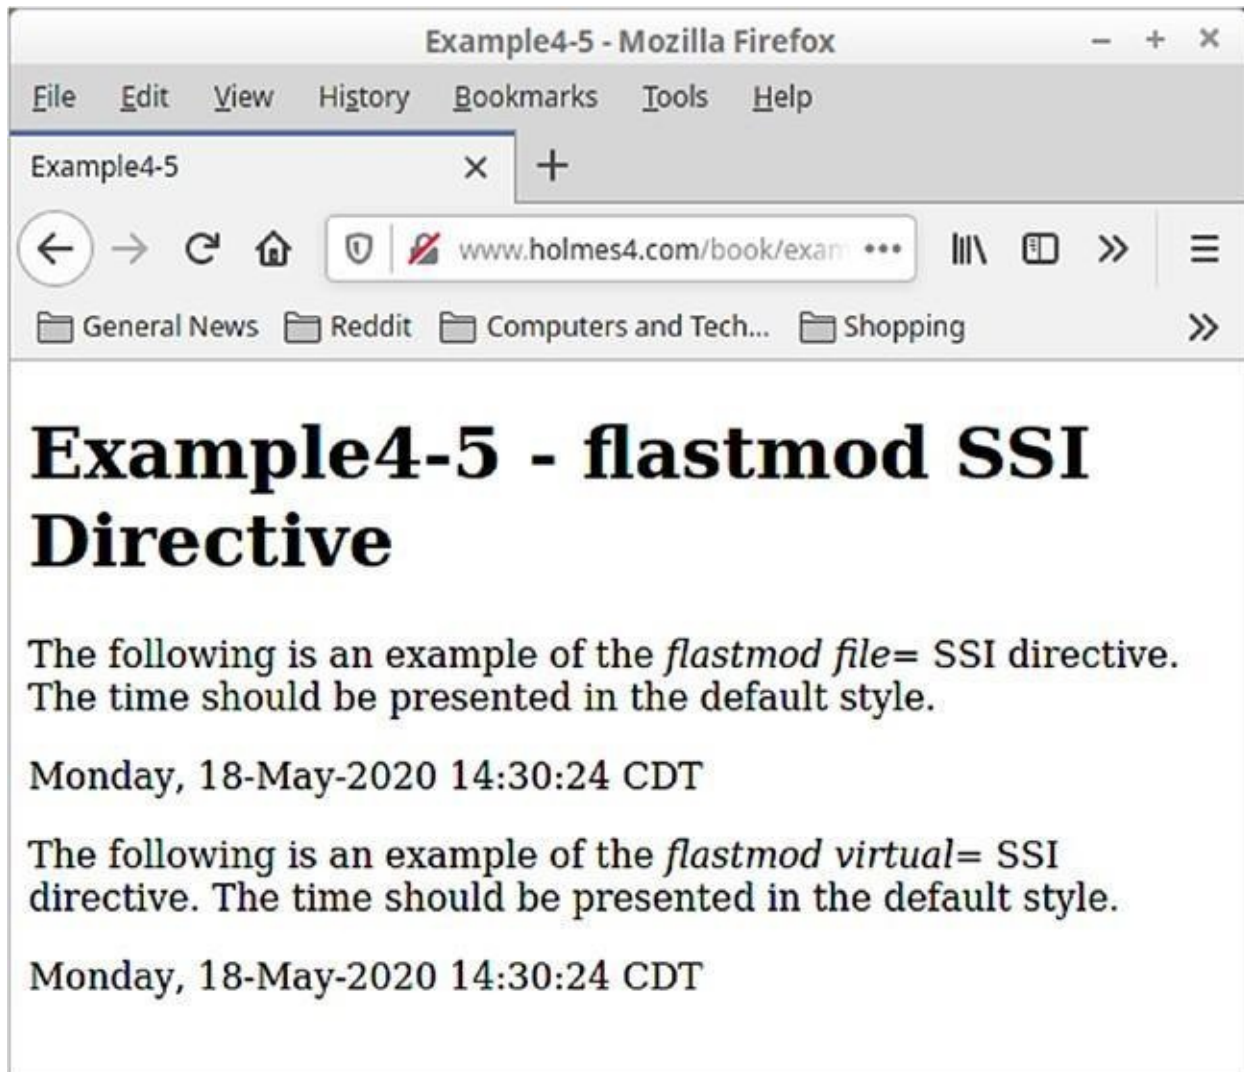 Example4-5 - Mozilla Firefox
File Edit View History Bookmarks Tools Help
Example4-5
www.holmes4.com/book/exam
General News Reddit Computers and Tech... Shopping
Example4-5 - flastmod SSI
Directive
The following is an example of the flastmod file= SSI directive.
The time should be presented in the default style.
Monday, 18-May-2020 14:30:24 CDT
The following is an example of the flastmod virtual= SSI
directive. The time should be presented in the default style.
Monday, 18-May-2020 14:30:24 CDT